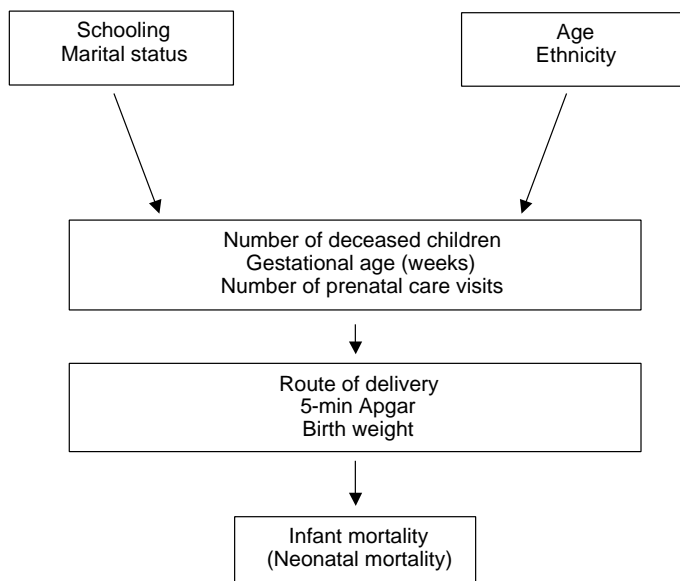 Schooling
Marital status
Age
Ethnicity
Number of deceased children
Gestational age (weeks)
Number of prenatal care visits
Route of delivery
5-min Apgar
Birth weight
Infant mortality
(Neonatal mortality)